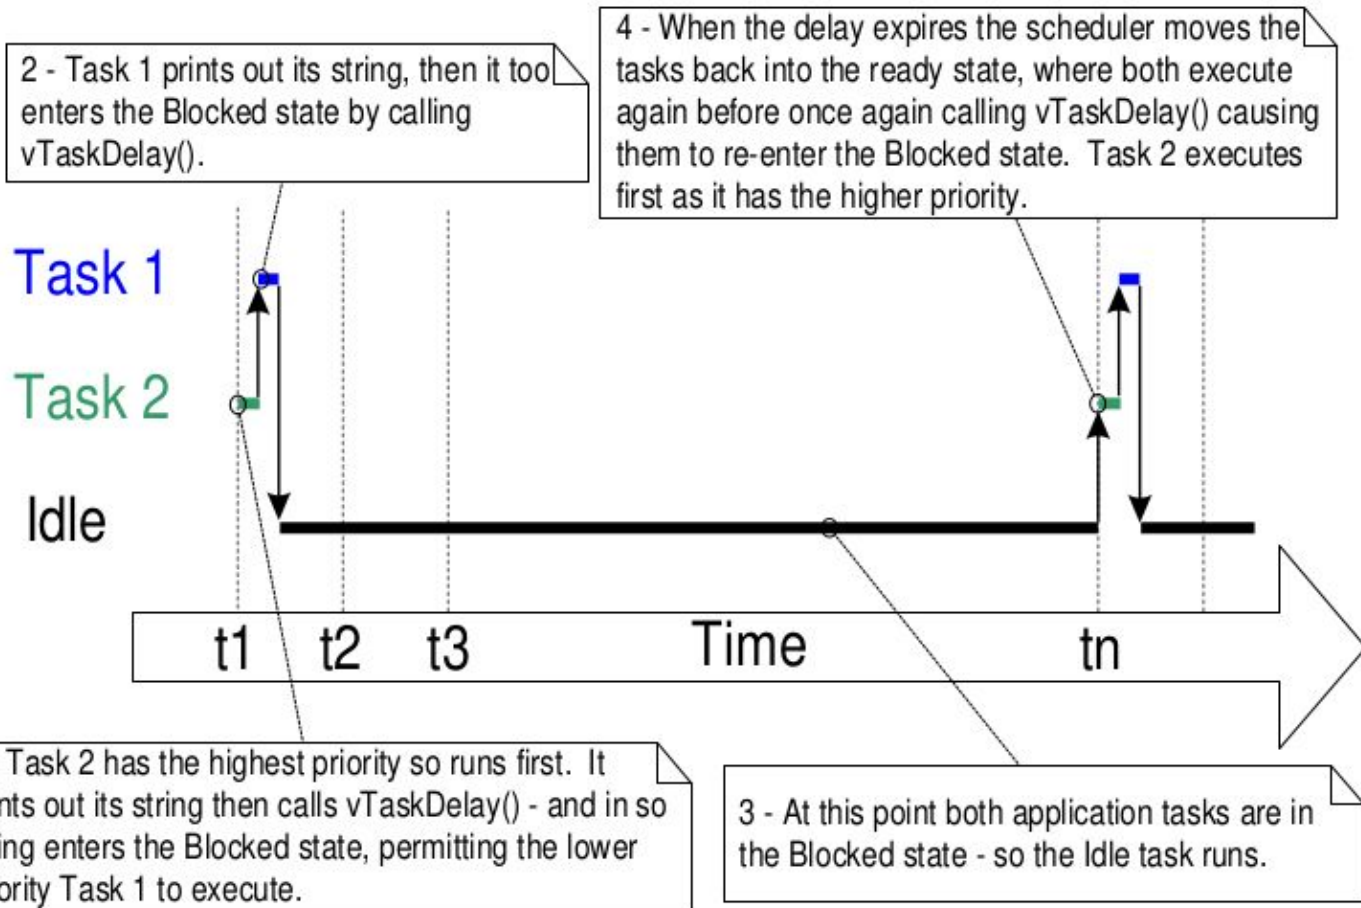 2 - Task 1 prints out its string, then it too
enters the Blocked state by calling
vTaskDelay().
4 - When the delay expires the scheduler moves the
tasks back into the ready state, where both execute
again before once again calling vTaskDelay() causing
them to re-enter the Blocked state. Task 2 executes
first as it has the higher priority.
Task 1
Task 2
Idle
t1 t2 t3 Time tn
Task 2 has the highest priority so runs first. It
nts out its string then calls vTaskDelay() - and in so
ing enters the Blocked state, permitting the lower
ority Task 1 to execute.
3 - At this point both application tasks are in
the Blocked state - so the Idle task runs.